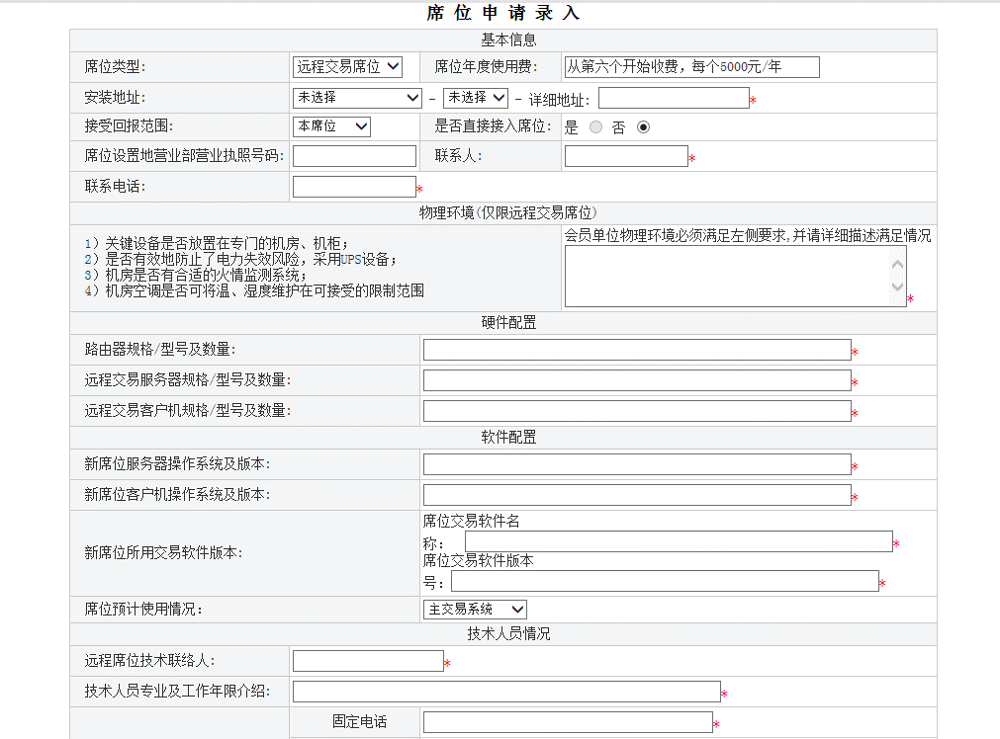 席 位 申 请 录 入
基本信息
席位类型: 远程交易席位 席位年度使用费: 从第六个开始收费，每个5000元/年
安装地址: 未选择 - 未选择 - 详细地址: *
接受回报范围: 本席位 是否直接接入席位: 是 否
席位设置地营业部营业执照号码: 联系人: *
联系电话: *
物理环境(仅限远程交易席位)
1）关键设备是否放置在专门的机房、机柜；
2）是否有效地防止了电力失效风险，采用UPS设备；
3）机房是否有合适的火情监测系统；
4）机房空调是否可将温、湿度维护在可接受的限制范围
会员单位物理环境必须满足左侧要求,并请详细描述满足情况
*
硬件配置
路由器规格/型号及数量: *
远程交易服务器规格/型号及数量: *
远程交易客户机规格/型号及数量: *
软件配置
新席位服务器操作系统及版本: *
新席位客户机操作系统及版本: *
新席位所用交易软件版本:
席位交易软件名
称： *
席位交易软件版本
号： *
席位预计使用情况： 主交易系统
技术人员情况
远程席位技术联络人: *
技术人员专业及工作年限介绍: *
固定电话 *